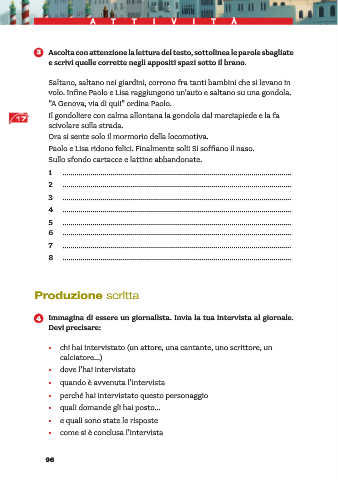 ATTIVITÀ
3 Ascolta con attenzione la lettura del testo, sottolinea le parole sbagliate
e scrivi quelle corrette negli appositi spazi sotto il brano.
Saltano, saltano nei giardini, corrono fra tanti bambini che si levano in
volo. Infine Paolo e Lisa raggiungono un'auto e saltano su una gondola.
"A Genova, via di qui!" ordina Paolo.
17
Il gondoliere con calma allontana la gondola dal marciapiede e la fa
scivolare sulla strada.
Ora si sente solo il mormorio della locomotiva.
Paolo e Lisa ridono felici. Finalmente soli! Si soffiano il naso.
Sullo sfondo cartacce e lattine abbandonate.
1
2
3
4
5
6
7
8
Produzione scritta
4 Immagina di essere un giornalista. Invia la tua intervista al giornale.
Devi precisare:
• chi hai intervistato (un attore, una cantante, uno scrittore, un
calciatore...)
• dove l'hai intervistato
• quando è avvenuta l'intervista
• perché hai intervistato questo personaggio
• quali domande gli hai posto...
• e quali sono state le risposte
• come si è conclusa l'intervista
96